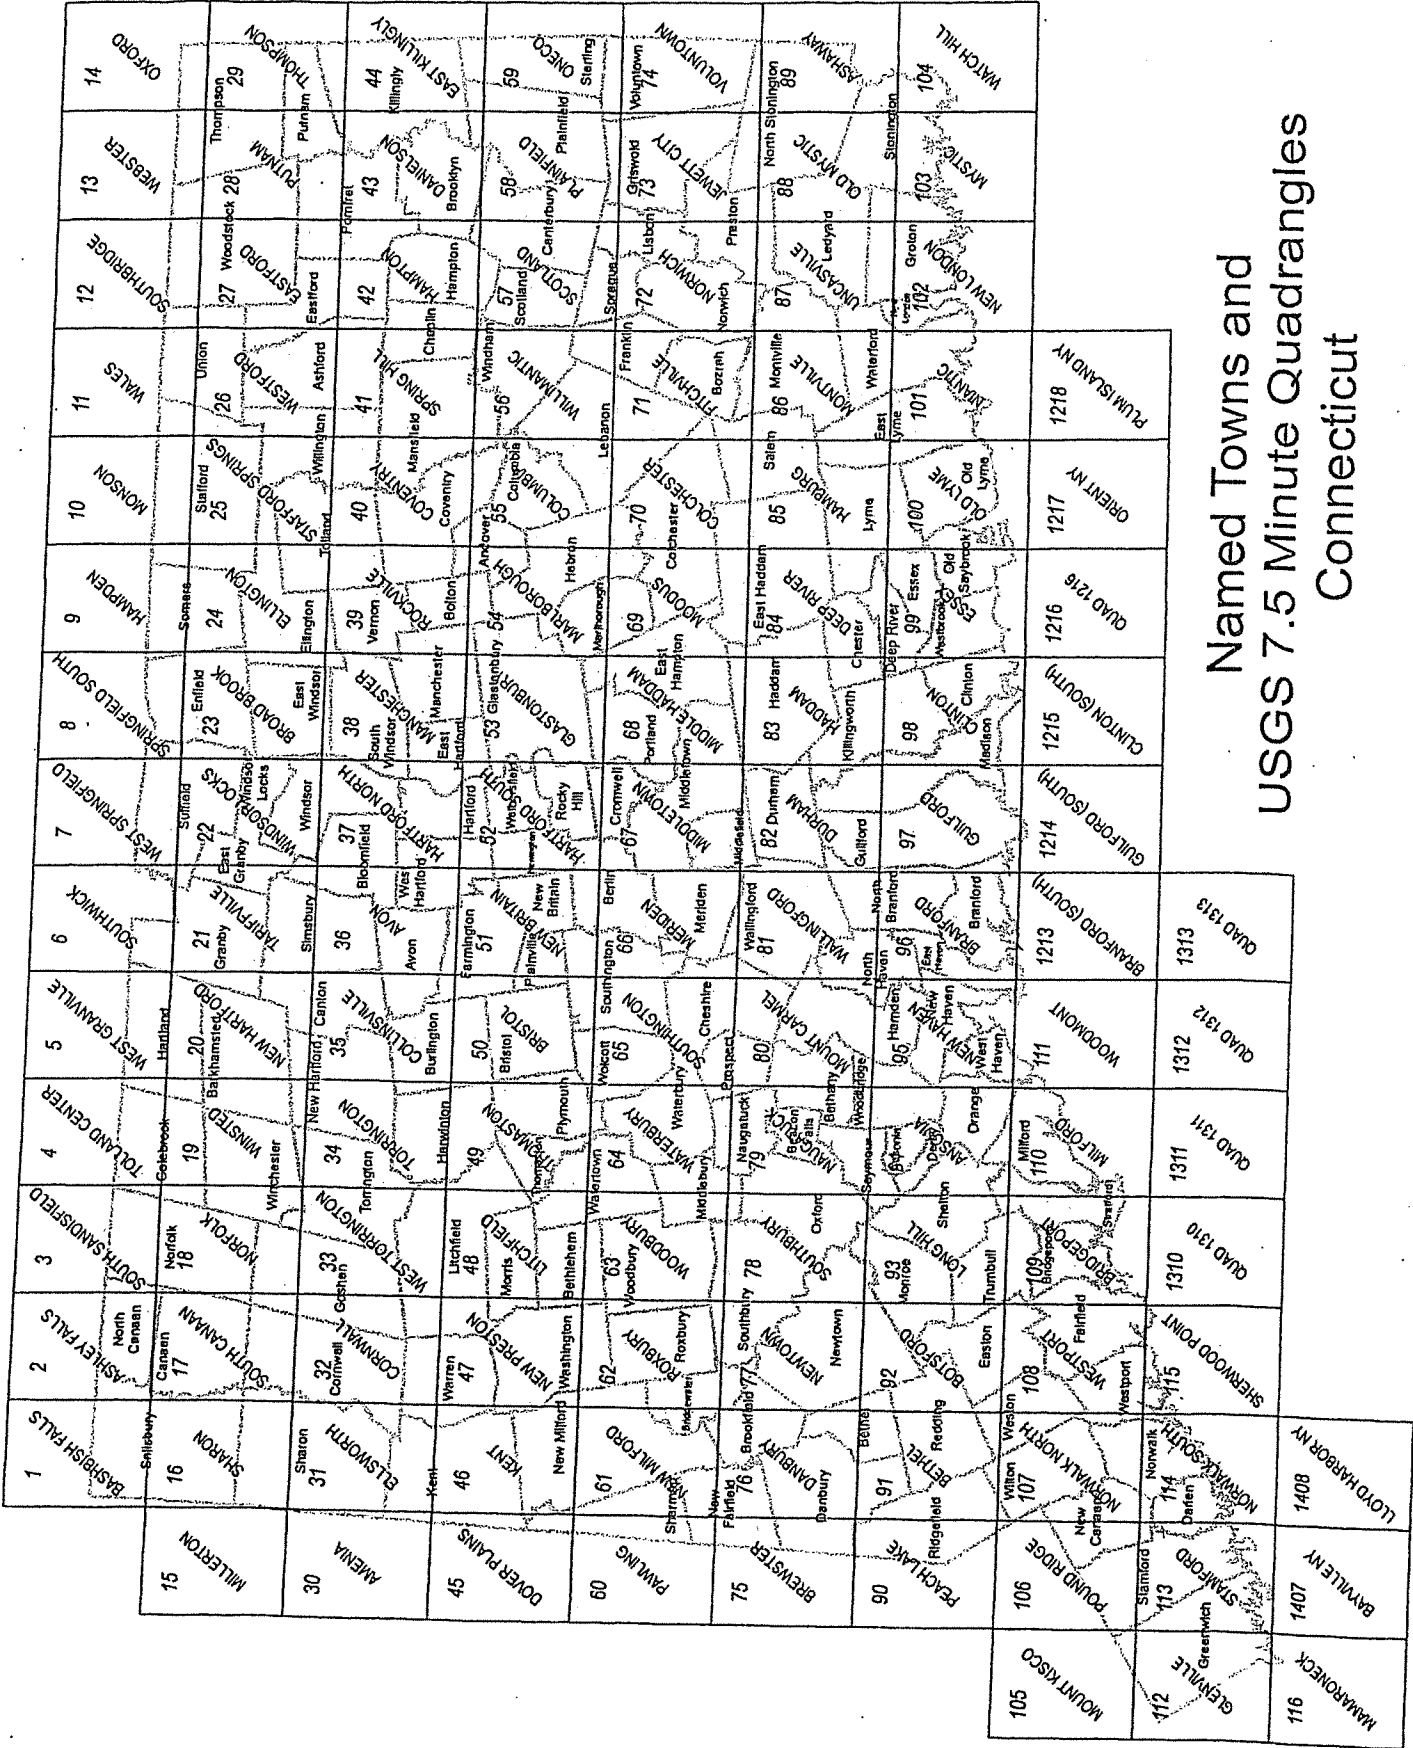 Named Towns and
USGS 7.5 Minute Quadrangles
Connecticut
1
BASHBISH FALLS
2
ASHLEY FALLS
North
Canaan
3
SOUTH SANDISFIELD
4
TOLLAND CENTER
5
WEST GRANVILLE
6
SOUTHWICK
7
WEST SPRINGFIELD
8
SPRINGFIELD SOUTH
9
HAMPDEN
10
MONSON
11
WALES
12
SOUTHBRIDGE
13
WEBSTER
14
OXFORD
15
MILLERTON
Salisbury
16
SHARON
Canaan
17
SOUTH CANAAN
Norfolk
18
NORFOLK
Colebrook
19
WINSTED
Winchester
Hartland
20
Barkhamsted
NEW HARTFORD
21
Granby
TARIFFVILLE
Simsbury
Suffield
22
East
Granby
WINDSOR LOCKS
Windsor
Locks
Windsor
Enfield
23
BROAD BROOK
East
Windsor
Somers
24
ELLINGTON
Ellington
Stafford
25
STAFFORD SPRINGS
Tolland
Willington
Union
26
WESTFORD
Ashford
27
Woodstock
EASTFORD
Eastford
28
PUTNAM
Putnam
Thompson
29
THOMPSON
30
AMENIA
Sharon
31
ELLSWORTH
32
Cornwall
CORNWALL
33
Goshen
WEST TORRINGTON
34
Torrington
TORRINGTON
New Hartford
35
Canton
COLLINSVILLE
Burlington
36
AVON
Avon
37
Bloomfield
HARTFORD NORTH
West
Hartford
38
South
Windsor
MANCHESTER
East
Hartford
Manchester
39
Vernon
ROCKVILLE
Bolton
40
COVENTRY
Coventry
41
SPRING HILL
Mansfield
Chaplin
42
HAMPTON
Hampton
Pomfret
43
DANIELSON
Brooklyn
44
Killingly
EAST KILLINGLY
45
DOVER PLAINS
Kent
46
KENT
New Milford
Warren
47
NEW PRESTON
Washington
Litchfield
48
LITCHFIELD
Morris
Bethlehem
Harwinton
49
THOMASTON
Thomaston
Plymouth
50
Bristol
BRISTOL
Farmington
51
NEW BRITAIN
Plainville
New
Britain
Hartford
52
HARTFORD SOUTH
Wethersfield
Newington
Rocky
Hill
53
Glastonbury
GLASTONBURY
54
MARLBOROUGH
Marlborough
Hebron
Andover
55
Columbia
COLUMBIA
Windham
56
WILLIMANTIC
Lebanon
57
Scotland
SCOTLAND
58
PLAINFIELD
Canterbury
Plainfield
59
ONECO
Sterling
60
PAWLING
61
NEW MILFORD
Sherman
62
ROXBURY
Roxbury
Bridgewater
63
Woodbury
WOODBURY
Watertown
64
WATERBURY
Waterbury
Middlebury
Wolcott
65
Southington
SOUTHINGTON
Cheshire
Berlin
66
MERIDEN
Meriden
Cromwell
67
MIDDLETOWN
Middletown
Middlefield
68
Portland
MIDDLE HADDAM
East
Hampton
69
MOODUS
70
Colchester
COLCHESTER
Franklin
71
FITCHVILLE
Bozrah
Sprague
72
Lisbon
NORWICH
Norwich
Griswold
73
JEWETT CITY
Preston
Voluntown
74
VOLUNTOWN
75
BREWSTER
New
Fairfield
76
DANBURY
Danbury
Brookfield
77
Southbury
NEWTOWN
Newtown
78
SOUTHBURY
Oxford
Naugatuck
79
NAUGATUCK
Beacon
Falls
Bethany
Prospect
80
MOUNT CARMEL
Woodbridge
Wallingford
81
WALLINGFORD
North
Haven
82
Durham
DURHAM
Guilford
83
Haddam
HADDAM
Killingworth
84
East Haddam
DEEP RIVER
Chester
Deep River
85
Salem
HAMBURG
Lyme
86
Montville
MONTVILLE
Waterford
87
UNCASVILLE
Ledyard
88
North Stonington
OLD MYSTIC
Stonington
89
ASHAWAY
90
PEACH LAKE
Ridgefield
Bethel
91
BETHEL
Redding
92
BOTSFORD
Easton
93
Monroe
LONG HILL
Trumbull
Shelton
Seymour
Ansonia
ANSONIA
Derby
Orange
95
Hamden
NEW HAVEN
New
Haven
West
Haven
96
North
Branford
BRANFORD
Branford
East
Haven
97
GUILFORD
98
CLINTON
Clinton
Madison
99
Essex
ESSEX
Westbrook
Old
Saybrook
100
OLD LYME
Old
Lyme
East
Lyme
101
NIANTIC
102
Groton
NEW LONDON
103
MYSTIC
104
WATCH HILL
105
MOUNT KISCO
106
POUND RIDGE
107
Wilton
NORWALK NORTH
New
Canaan
Weston
108
WESTPORT
Fairfield
Westport
109
Bridgeport
BRIDGEPORT
Stratford
110
Milford
MILFORD
111
WOODMONT
1213
BRANFORD (SOUTH)
1214
GUILFORD (SOUTH)
1215
CLINTON (SOUTH)
1216
QUAD 1216
1217
ORIENT NY
1218
PLUM ISLAND NY
112
GLENVILLE
Greenwich
Stamford
113
STAMFORD
114
Norwalk
NORWALK SOUTH
Darien
115
SHERWOOD POINT
1310
QUAD 1310
1311
QUAD 1311
1312
QUAD 1312
1313
QUAD 1313
116
MAMARONECK
1407
BAYVILLE NY
1408
LLOYD HARBOR NY